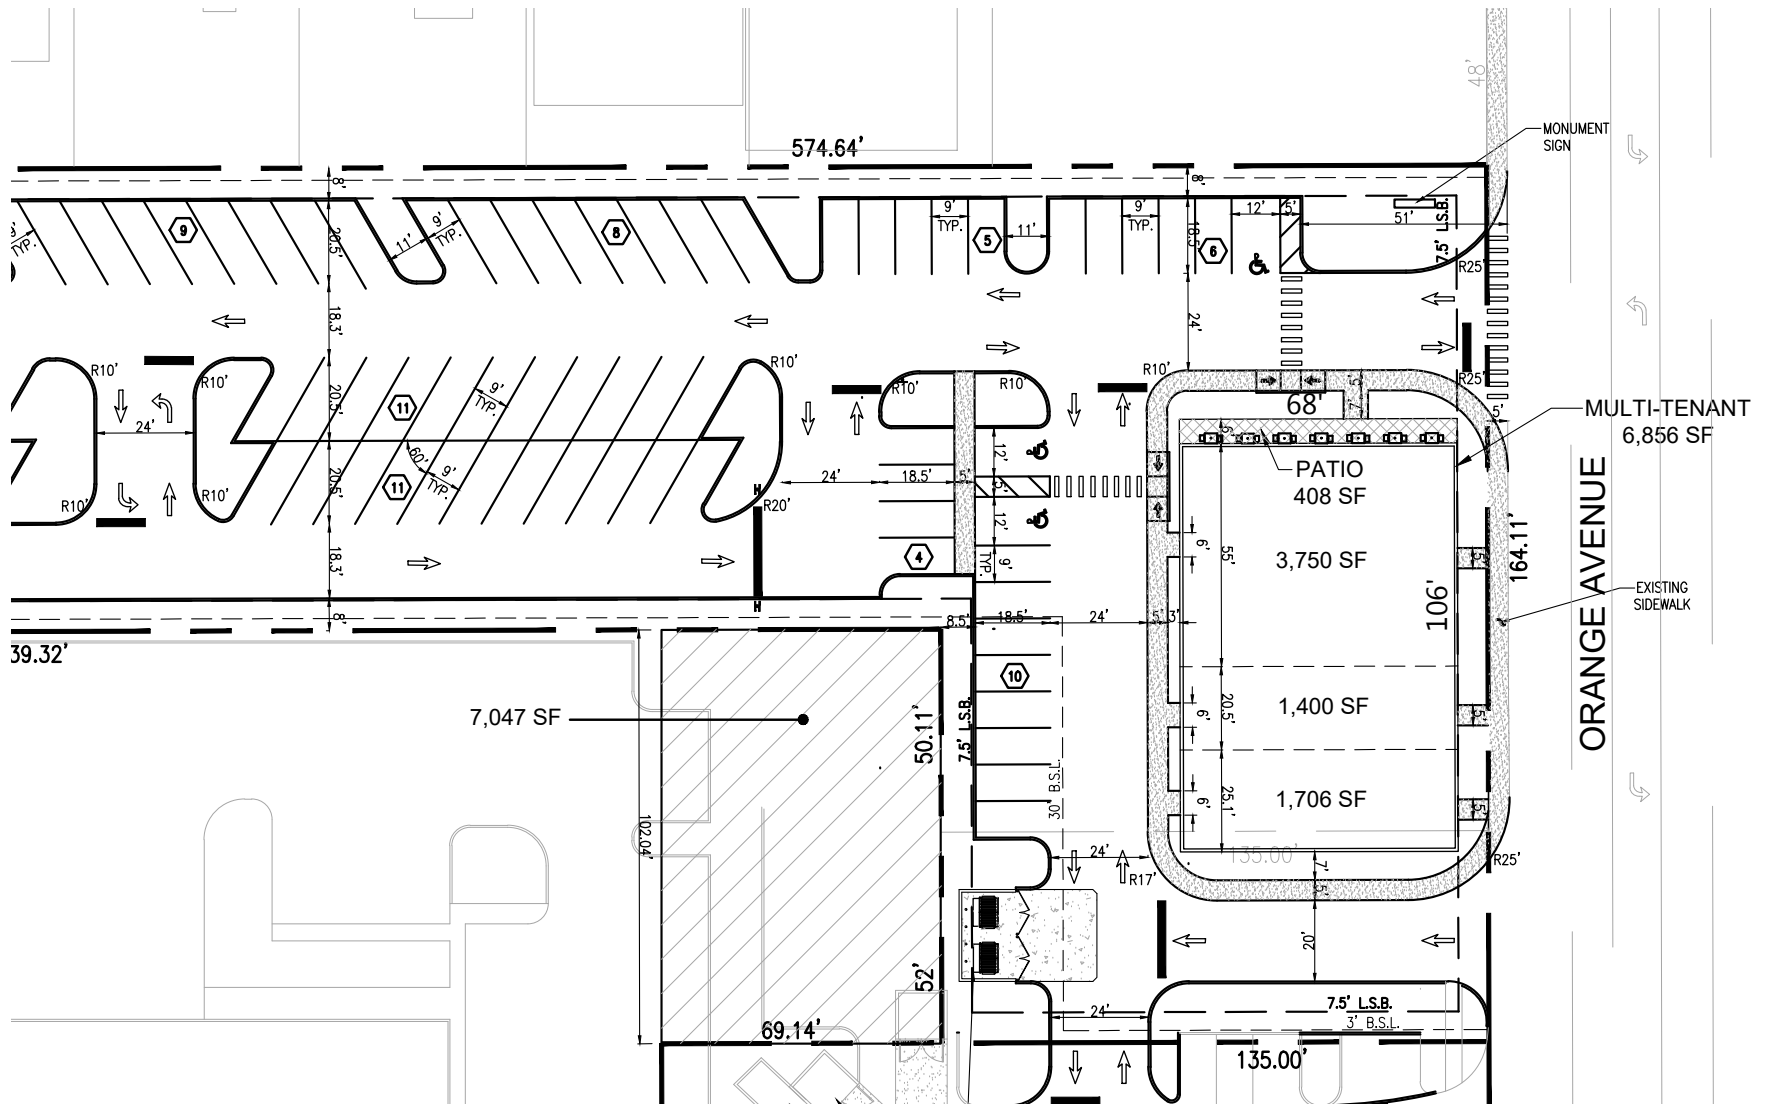 48'
MONUMENT
SIGN
574.64'
8'
8'
9'
TYP.
9
20.5'
11'
9'
TYP.
8
9'
TYP.
5
11'
9'
TYP.
18.5'
6
12'
5'
51'
7.5' L.S.B.
R25'
18.3'
24'
R10'
R10'
R10'
R10'
R10'
R10'
R25'
5'
7'
68'
5'
MULTI-TENANT
6,856 SF
20.5'
11
9'
TYP.
24'
60'
11
9'
TYP.
20.5'
R10'
R10'
R20'
24'
18.5'
5'
12'
5'
12'
6'
PATIO
408 SF
ORANGE AVENUE
164.11'
18.3'
4
9'
TYP.
6'
55'
3,750 SF
5'
106'
EXISTING
SIDEWALK
8'
8.5'
18.5'
24'
5'
3'
39.32'
10
7,047 SF
50.11'
7.5' L.S.B.
30' B.S.L.
6'
20.5'
1,400 SF
5'
6'
25.1'
1,706 SF
5'
102.04'
135.00'
24'
R17'
7'
5'
R25'
20'
52'
69.14'
24'
7.5' L.S.B.
3' B.S.L.
135.00'